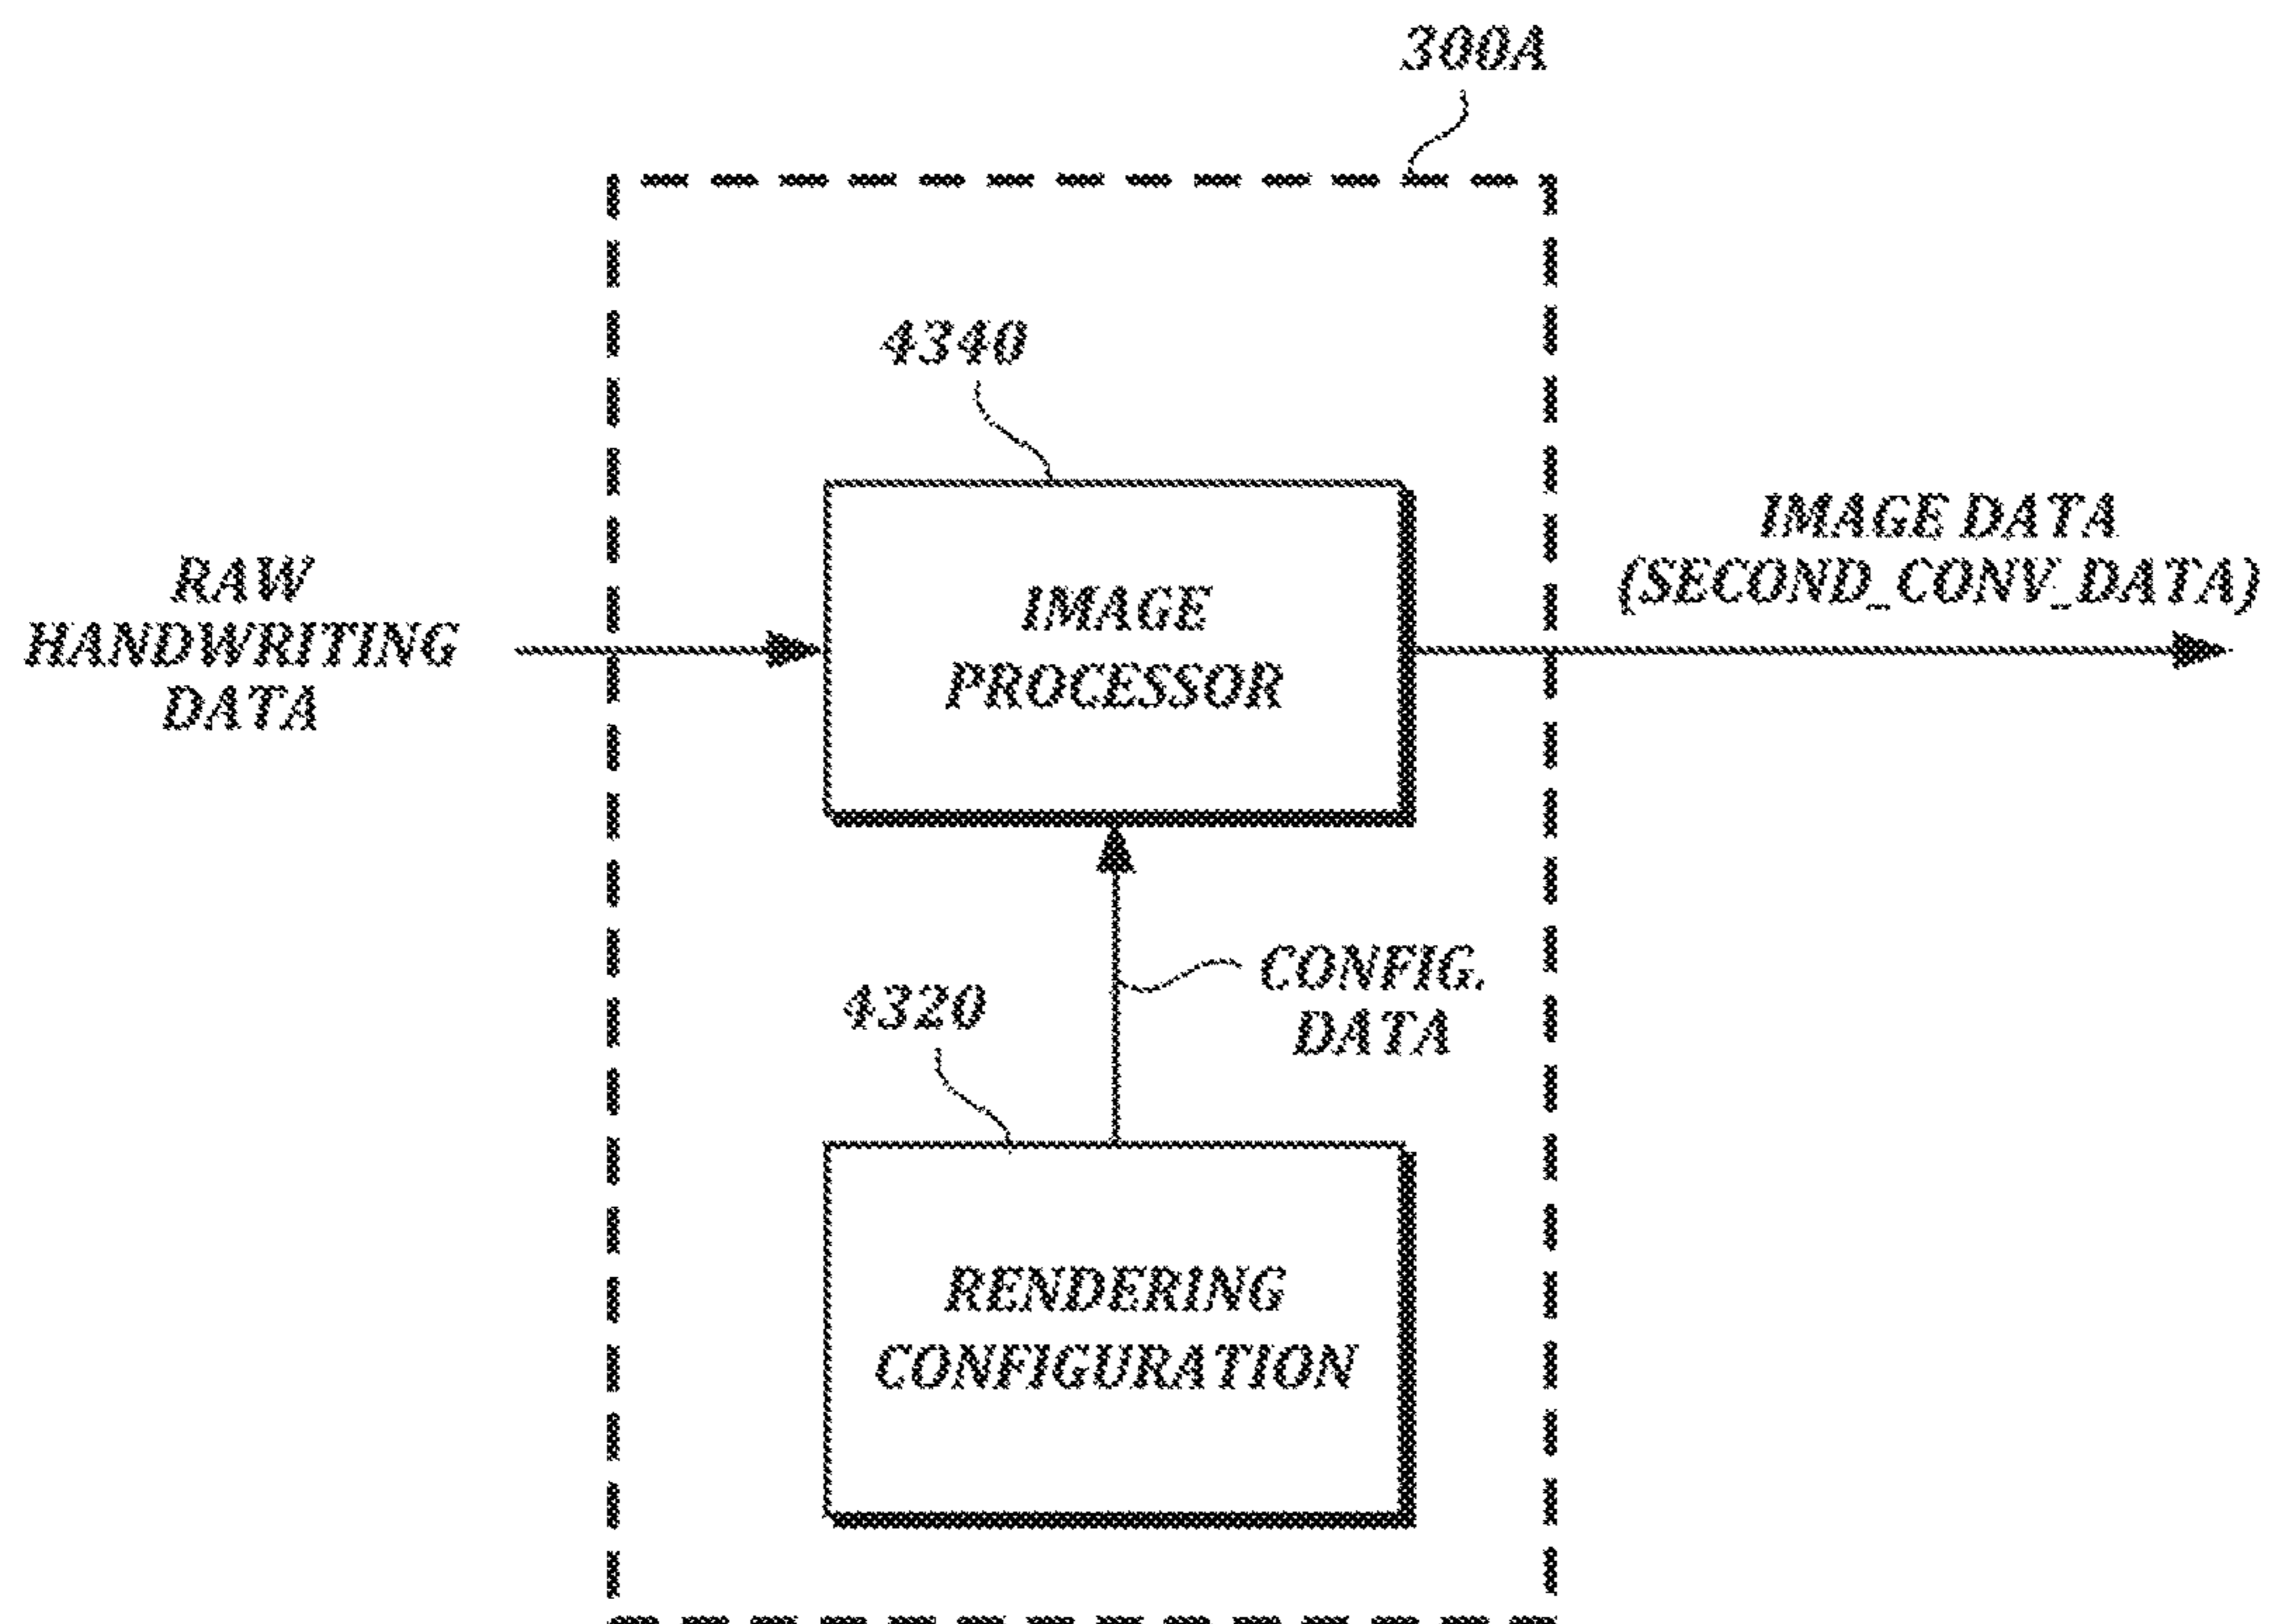 300A
4340
IMAGE DATA
(SECOND_CONV_DATA)
RAW
HANDWRITING
DATA
IMAGE
PROCESSOR
CONFIG.
DATA
4320
RENDERING
CONFIGURATION